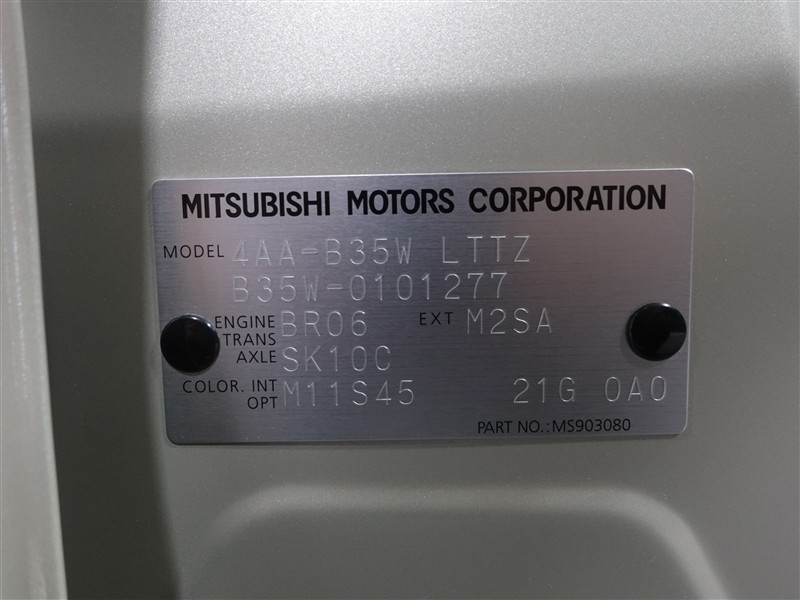 MITSUBISHI MOTORS CORPORATION
MODEL 4AA-B35W LTTZ
B35W-0101277
ENGINE BR06 EXT M2SA
TRANS
AXLE SK10C
COLOR. INT M11S45 21G 0A0
OPT
PART NO.: MS903080